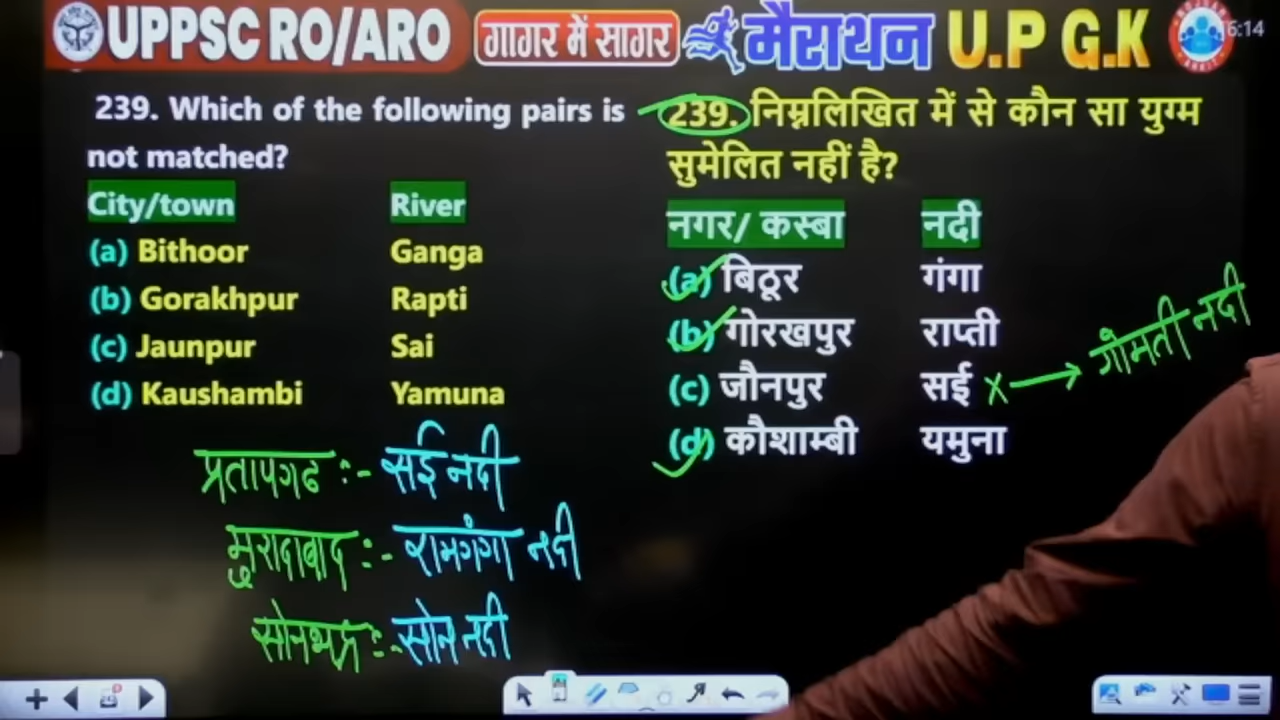 UPPSC RO/ARO गागर में सागर मैराथन U.P G.K
239. Which of the following pairs is
not matched?
City/town River
(a) Bithoor Ganga
(b) Gorakhpur Rapti
(c) Jaunpur Sai
(d) Kaushambi Yamuna
239. निम्नलिखित में से कौन सा युग्म
सुमेलित नहीं है?
नगर/ कस्बा नदी
(a) बिठूर गंगा
(b) गोरखपुर राप्ती
(c) जौनपुर सई x → गोमती नदी
(d) कौशाम्बी यमुना
प्रतापगढ :- सई नदी
मुरादाबाद :- रामगंगा नदी
सोनभद्र :- सोन नदी